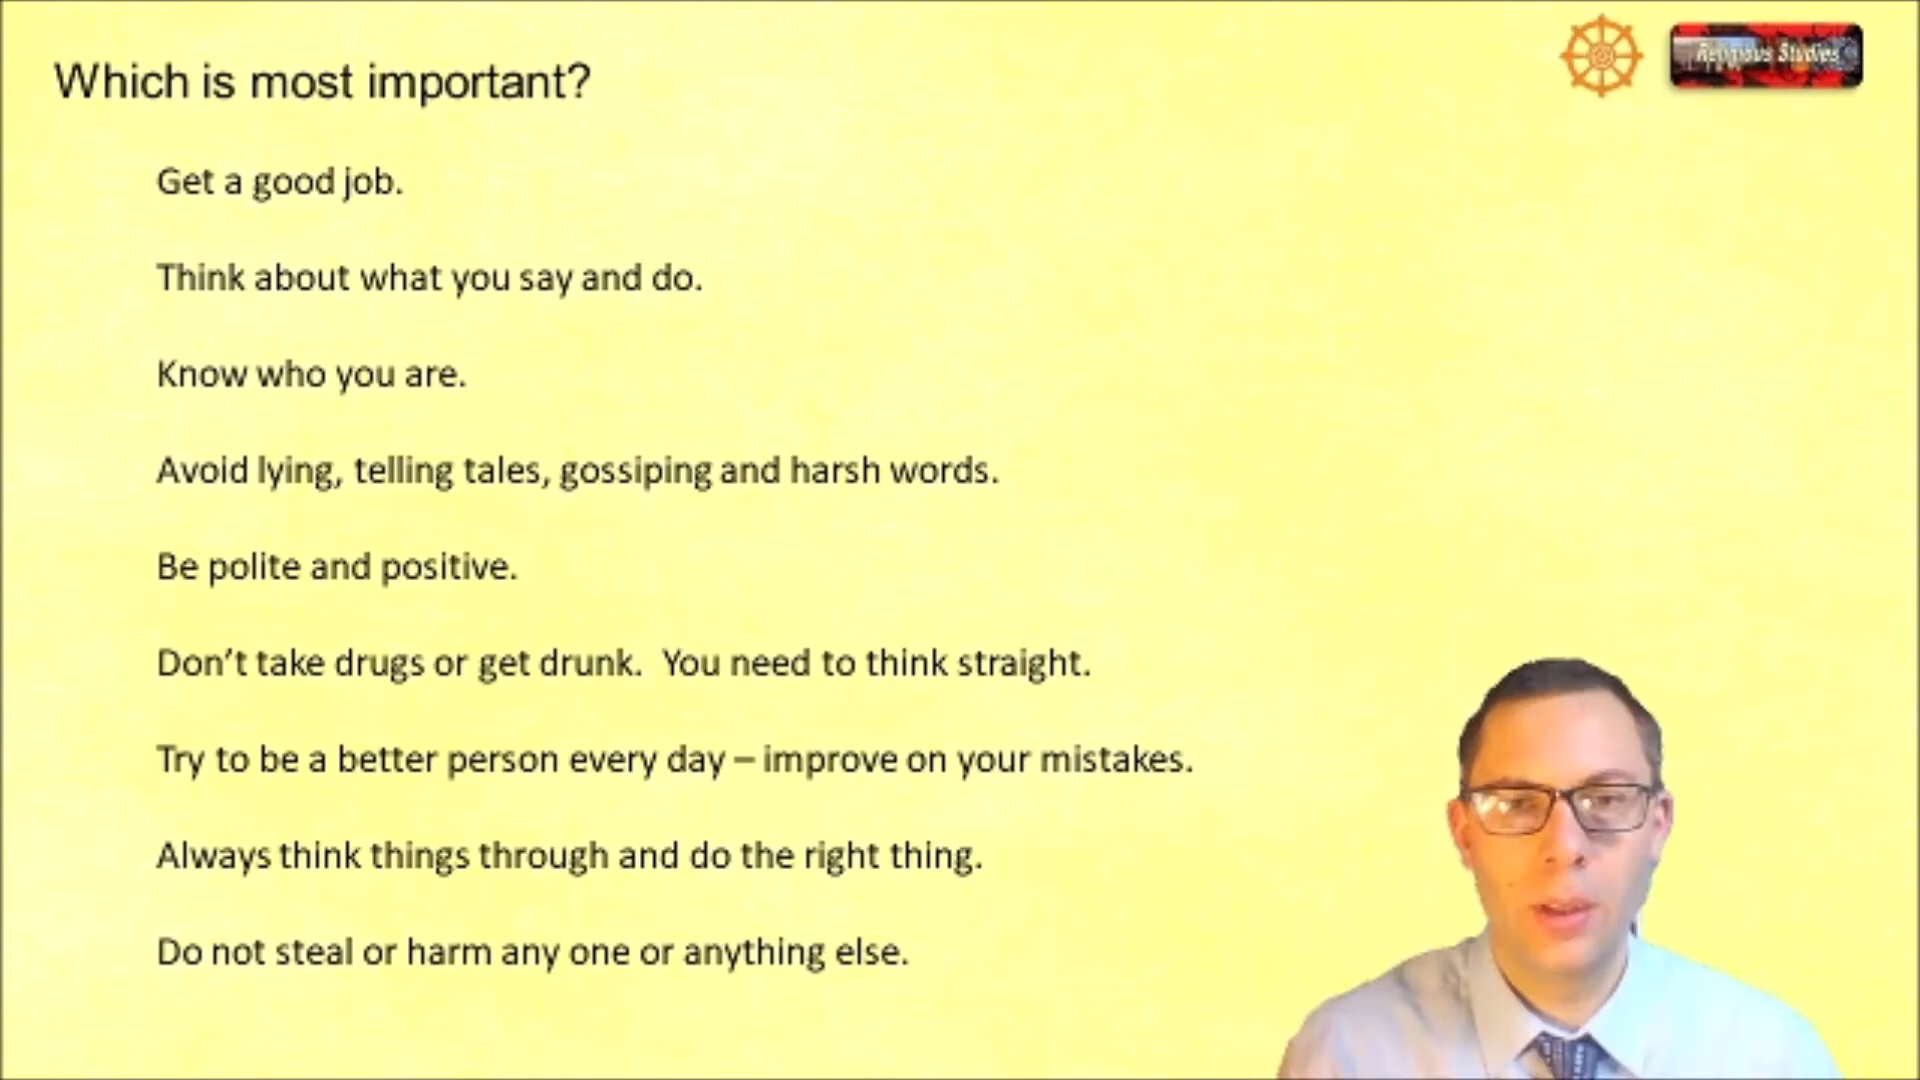 Which is most important?
Religious Studies
Get a good job.
Think about what you say and do.
Know who you are.
Avoid lying, telling tales, gossiping and harsh words.
Be polite and positive.
Don’t take drugs or get drunk.  You need to think straight.
Try to be a better person every day – improve on your mistakes.
Always think things through and do the right thing.
Do not steal or harm any one or anything else.